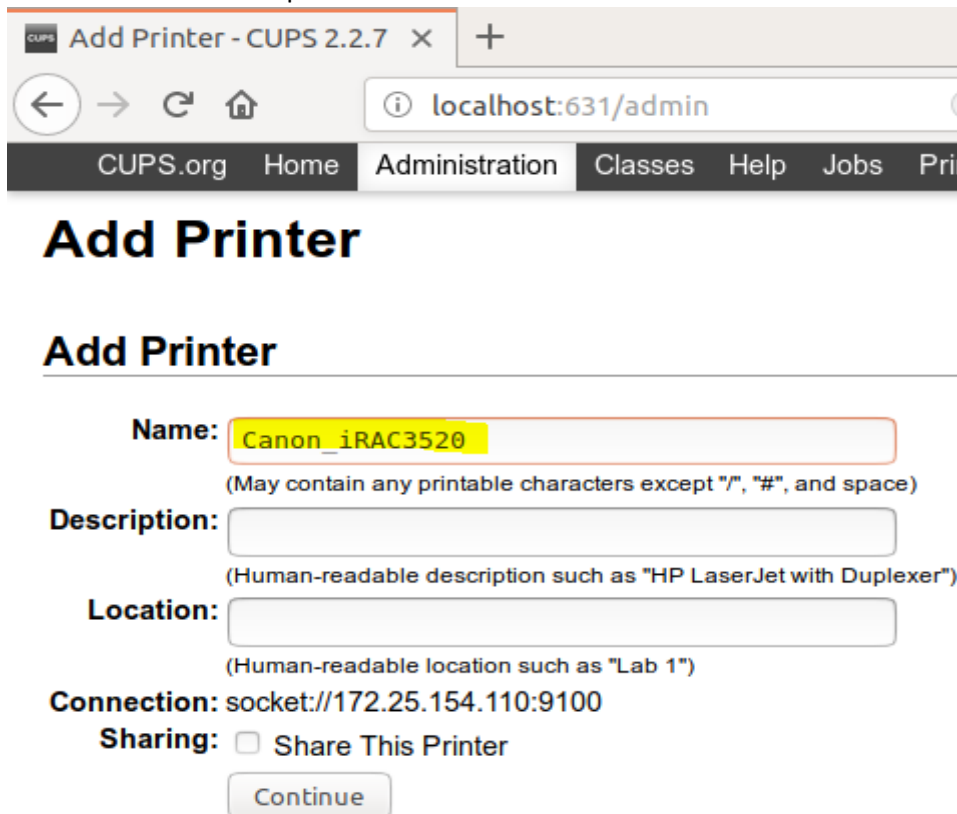 CUPS Add Printer - CUPS 2.2.7 × +
localhost:631/admin
CUPS.org Home Administration Classes Help Jobs
Add Printer
Add Printer
Name: Canon_iRAC3520
(May contain any printable characters except "/", "#", and space)
Description:
(Human-readable description such as "HP LaserJet with Duplexer")
Location:
(Human-readable location such as "Lab 1")
Connection: socket://172.25.154.110:9100
Sharing: Share This Printer
Continue